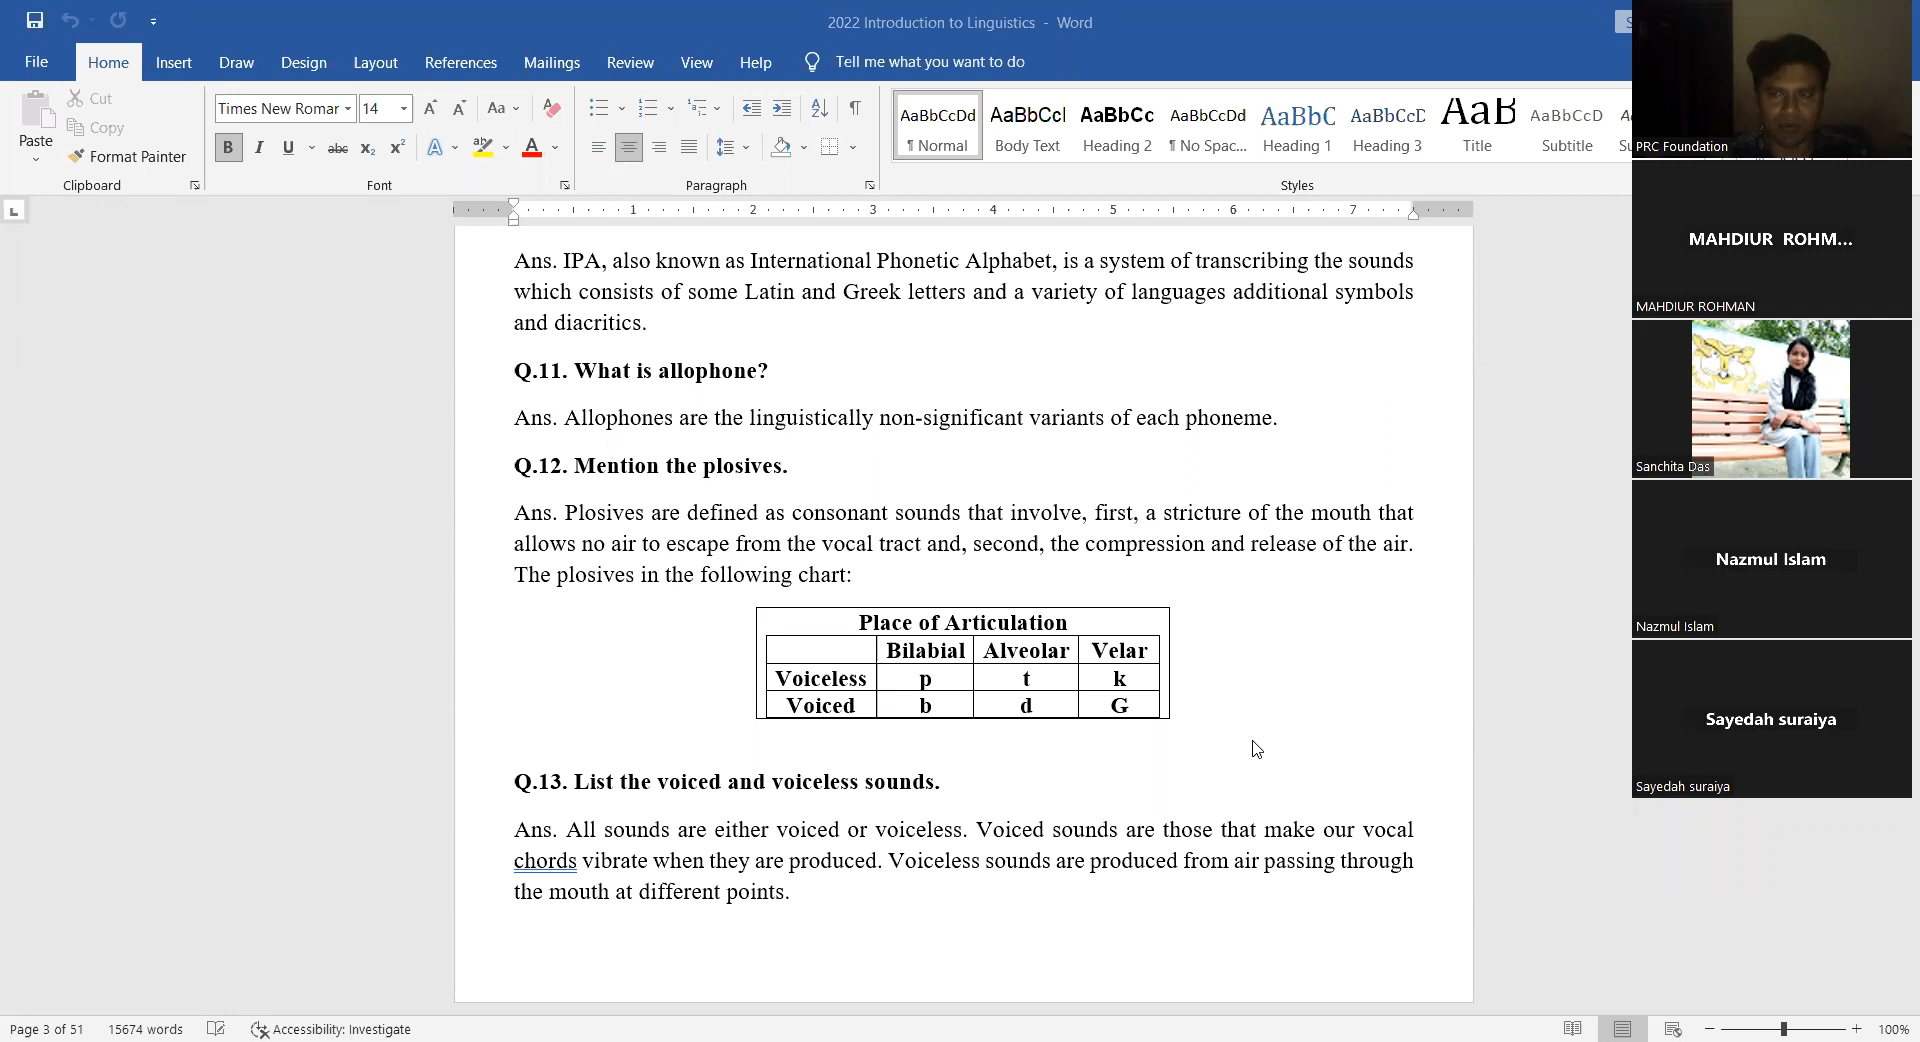 2022 Introduction to Linguistics - Word
File Home Insert Draw Design Layout References Mailings Review View Help Tell me what you want to do
Paste
Cut
Copy
Format Painter
Clipboard
Times New Romar 14
Font
Paragraph
AaBbCcDd AaBbCcI AaBbCc AaBbCcDd AaBbC AaBbCcD AaB AaBbCcD
¶ Normal Body Text Heading 2 ¶ No Spac... Heading 1 Heading 3 Title Subtitle
Styles
1 2 3 4 5 6 7
Ans. IPA, also known as International Phonetic Alphabet, is a system of transcribing the sounds
which consists of some Latin and Greek letters and a variety of languages additional symbols
and diacritics.
Q.11. What is allophone?
Ans. Allophones are the linguistically non-significant variants of each phoneme.
Q.12. Mention the plosives.
Ans. Plosives are defined as consonant sounds that involve, first, a stricture of the mouth that
allows no air to escape from the vocal tract and, second, the compression and release of the air.
The plosives in the following chart:
Place of Articulation
Bilabial Alveolar Velar
Voiceless p t k
Voiced b d G
Q.13. List the voiced and voiceless sounds.
Ans. All sounds are either voiced or voiceless. Voiced sounds are those that make our vocal
chords vibrate when they are produced. Voiceless sounds are produced from air passing through
the mouth at different points.
Page 3 of 51 15674 words Accessibility: Investigate 100%
PRC Foundation
MAHDIUR ROHM...
MAHDIUR ROHMAN
Sanchita Das
Nazmul Islam
Nazmul Islam
Sayedah suraiya
Sayedah suraiya